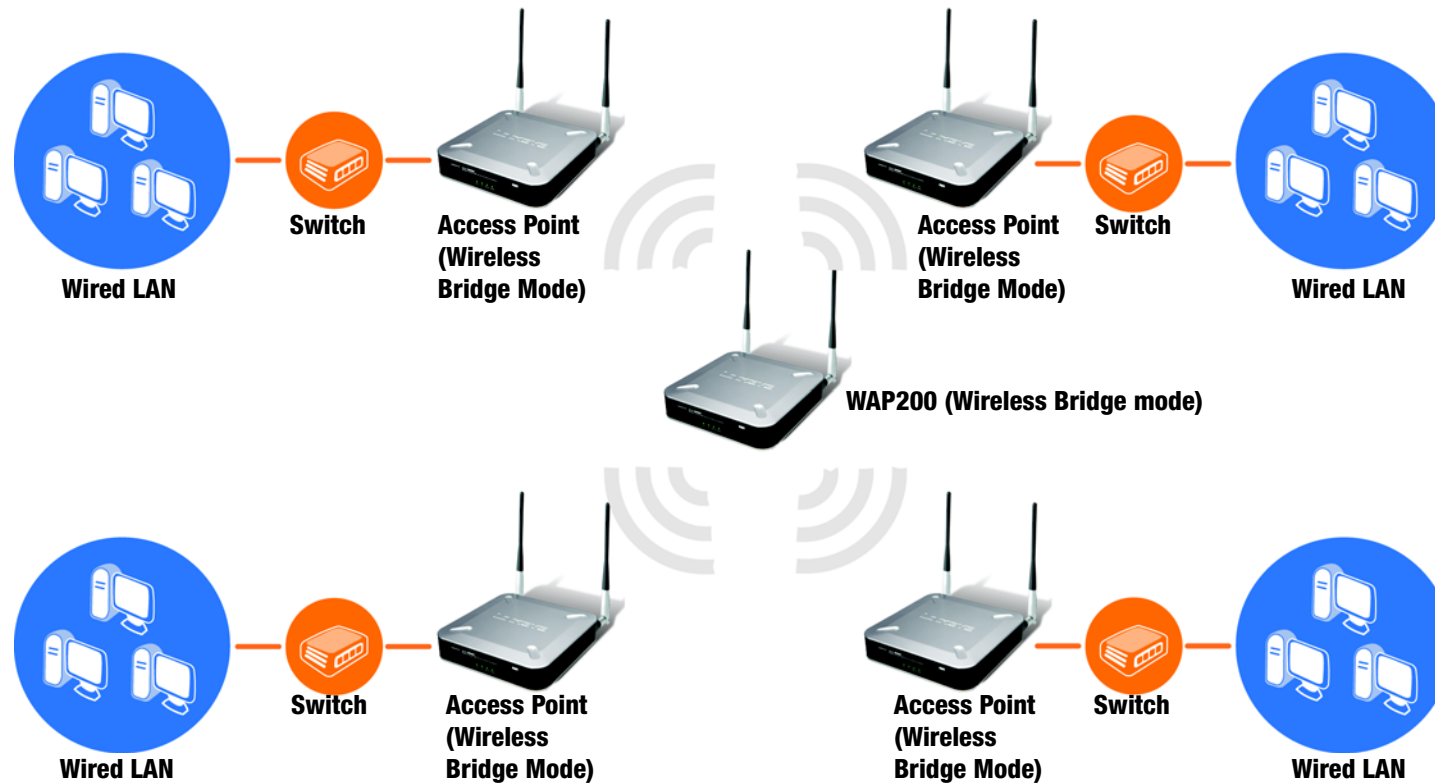 Switch
Access Point
(Wireless
Bridge Mode)
Wired LAN
Access Point
(Wireless
Bridge Mode)
Switch
Wired LAN
WAP200 (Wireless Bridge mode)
Switch
Access Point
(Wireless
Bridge Mode)
Wired LAN
Access Point
(Wireless
Bridge Mode)
Switch
Wired LAN